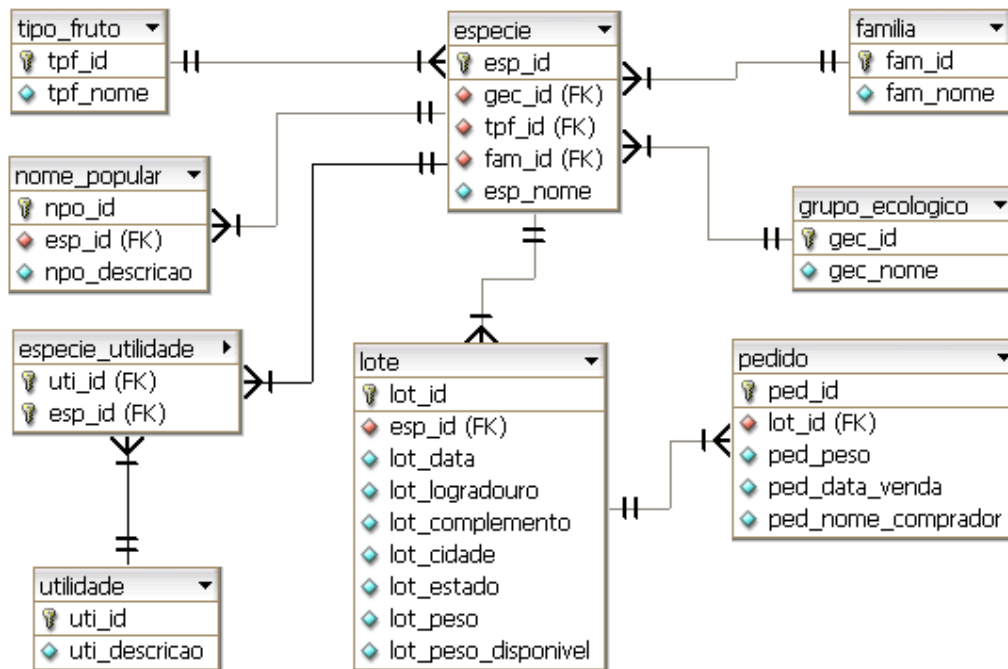 tipo_fruto
tpf_id
tpf_nome
especie
esp_id
gec_id (FK)
tpf_id (FK)
fam_id (FK)
esp_nome
familia
fam_id
fam_nome
nome_popular
npo_id
esp_id (FK)
npo_descricao
grupo_ecologico
gec_id
gec_nome
especie_utilidade
uti_id (FK)
esp_id (FK)
lote
lot_id
esp_id (FK)
lot_data
lot_logradouro
lot_complemento
lot_cidade
lot_estado
lot_peso
lot_peso_disponivel
pedido
ped_id
lot_id (FK)
ped_peso
ped_data_venda
ped_nome_comprador
utilidade
uti_id
uti_descricao